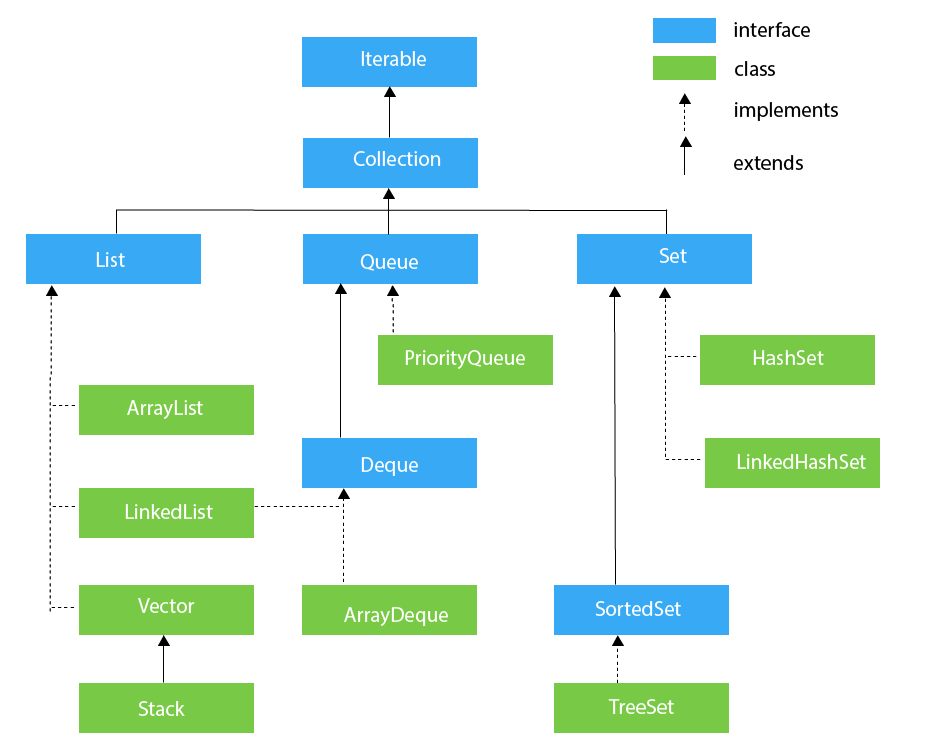 interface
Iterable
class
implements
Collection
extends
List
Queue
Set
PriorityQueue
HashSet
ArrayList
Deque
LinkedHashSet
LinkedList
Vector
ArrayDeque
SortedSet
Stack
TreeSet